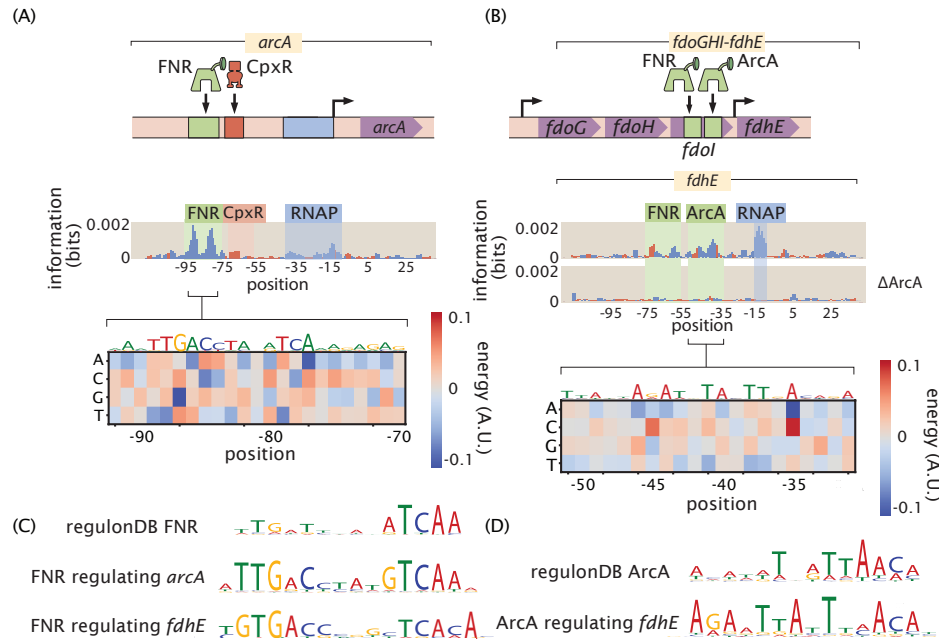 (A)
arcA
FNR
CpxR
arcA
information
(bits)
0.002
0
FNR
CpxR
RNAP
-95
-75
-55
-35
-15
5
25
position
A
C
G
T
-90
-80
-70
position
0.1
0
-0.1
energy (A.U.)
(B)
fdoGHI-fdhE
FNR
ArcA
fdoG
fdoH
fdhE
fdoI
fdhE
information
(bits)
0.002
0
0.002
0
FNR
ArcA
RNAP
ΔArcA
-95
-75
-55
-35
-15
5
25
position
A
C
G
T
-50
-45
-40
-35
position
0.1
0
-0.1
energy (A.U.)
(C)
regulonDB FNR
FNR regulating arcA
FNR regulating fdhE
(D)
regulonDB ArcA
ArcA regulating fdhE